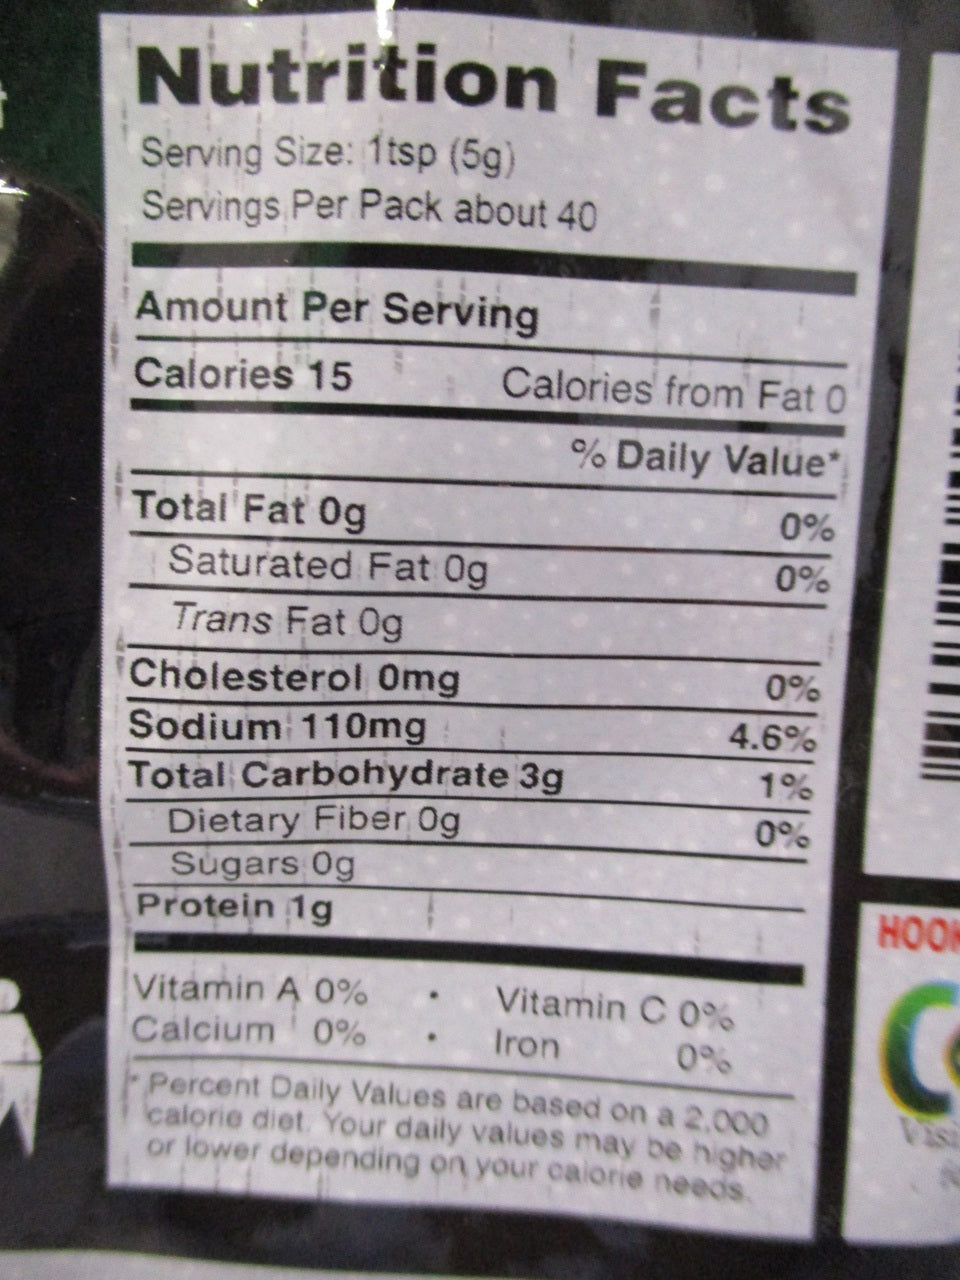 Nutrition Facts
Serving Size: 1tsp (5g)
Servings Per Pack about 40
Amount Per Serving
Calories 15 Calories from Fat 0
% Daily Value*
Total Fat 0g 0%
Saturated Fat 0g 0%
Trans Fat 0g
Cholesterol 0mg 0%
Sodium 110mg 4.6%
Total Carbohydrate 3g 1%
Dietary Fiber 0g 0%
Sugars 0g
Protein 1g
Vitamin A 0% • Vitamin C 0%
Calcium 0% • Iron 0%
* Percent Daily Values are based on a 2,000
calorie diet. Your daily values may be higher
or lower depending on your calorie needs.